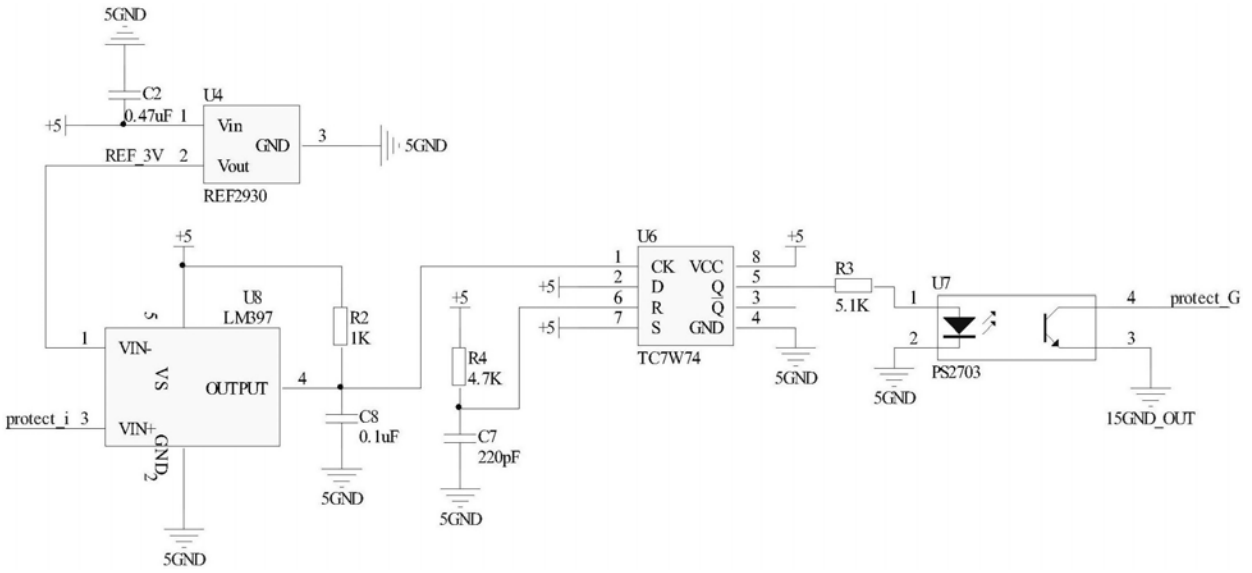 5GND
C2
0.47uF
+5
1
Vin
U4
GND
3
5GND
REF_3V
2
Vout
REF2930
+5
5
U8
LM397
R2
1K
1
VIN-
VS
OUTPUT
4
protect_i
3
VIN+
GND
2
C8
0.1uF
5GND
5GND
+5
R4
4.7K
C7
220pF
5GND
U6
1
CK
VCC
8
+5
+5
2
D
Q
5
6
R
Q
3
+5
7
S
GND
4
TC7W74
5GND
R3
5.1K
U7
1
4
protect_G
2
3
PS2703
5GND
15GND_OUT